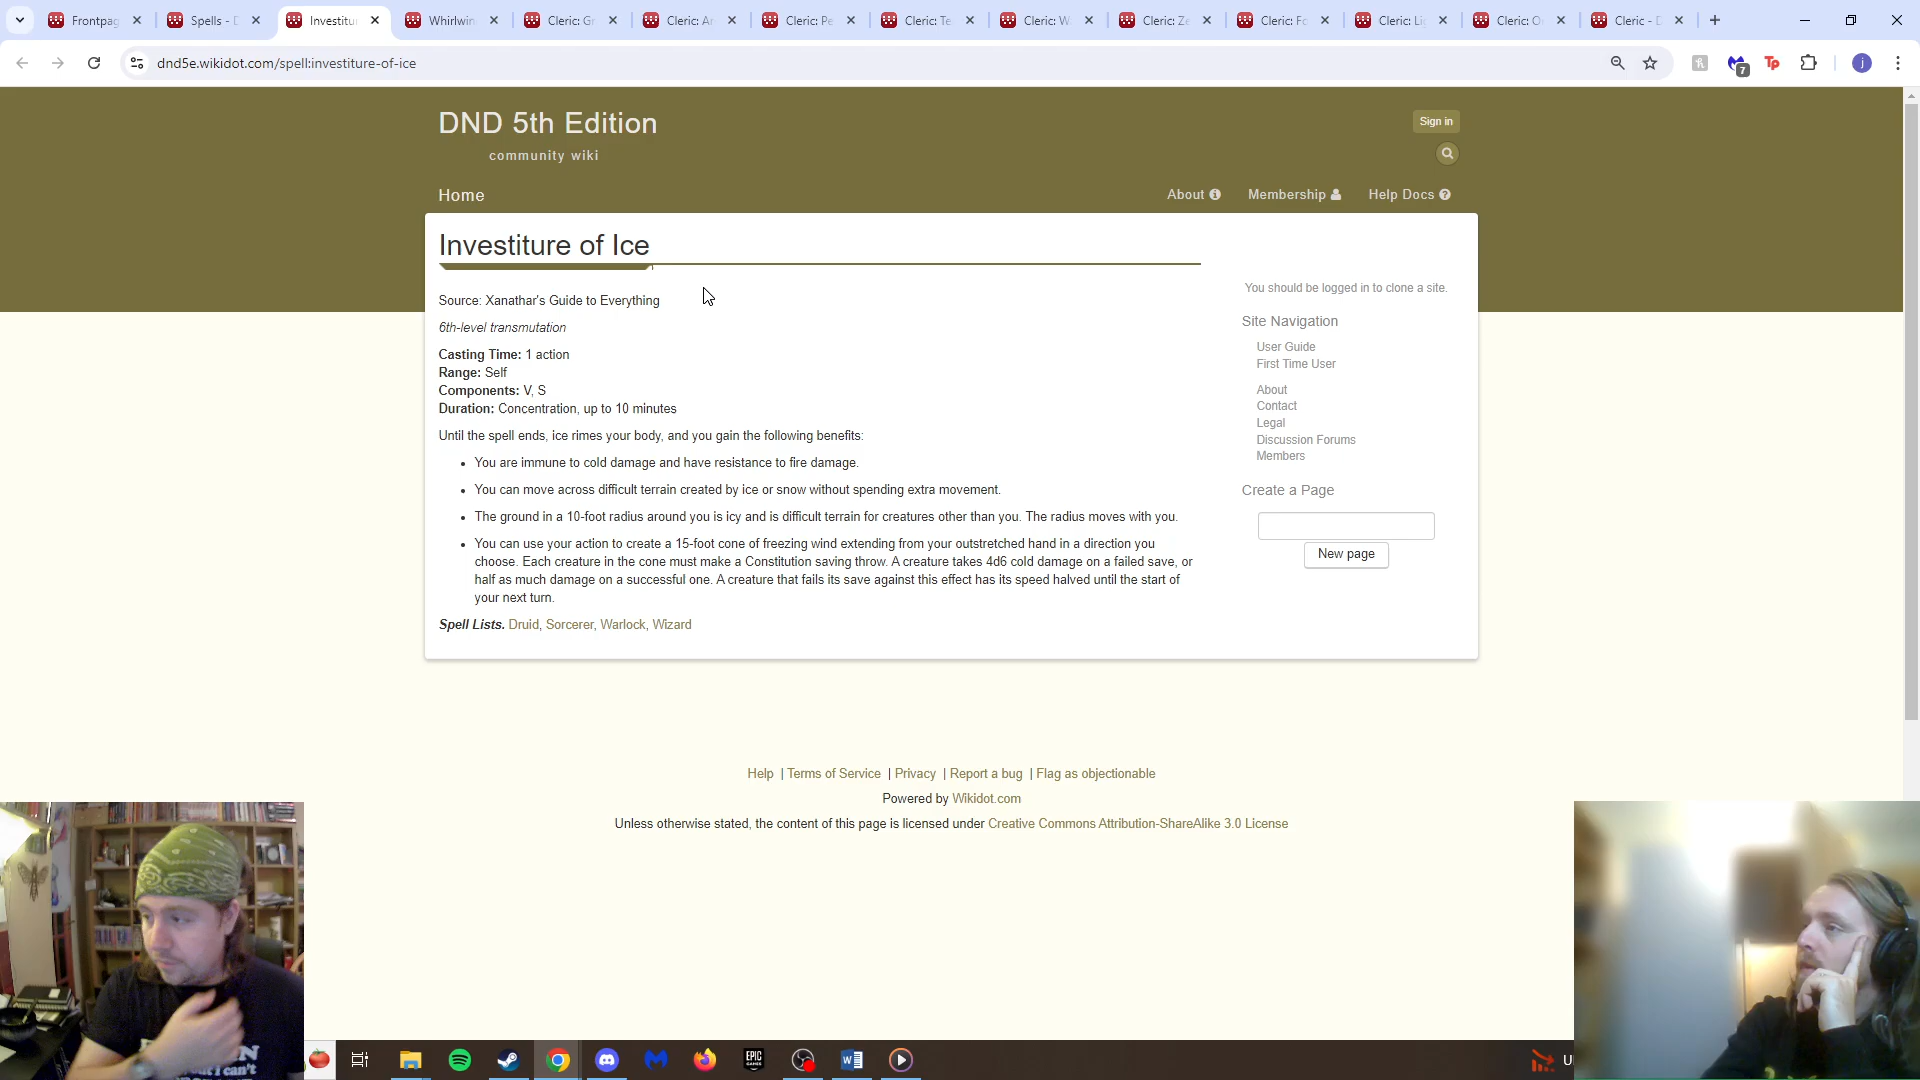 Frontpag
Spells - D
Investitu
Whirlwin
Cleric: Gr
Cleric: Ar
Cleric: Pe
Cleric: Te
Cleric: W
Cleric: Ze
Cleric: Fo
Cleric: Li
Cleric: O
Cleric - D
dnd5e.wikidot.com/spell:investiture-of-ice
7
Tp
j
DND 5th Edition
Sign in
community wiki
Home
About
Membership
Help Docs
Investiture of Ice
Source: Xanathar's Guide to Everything
6th-level transmutation
Casting Time: 1 action
Range: Self
Components: V, S
Duration: Concentration, up to 10 minutes
Until the spell ends, ice rimes your body, and you gain the following benefits:
• You are immune to cold damage and have resistance to fire damage.
• You can move across difficult terrain created by ice or snow without spending extra movement.
• The ground in a 10-foot radius around you is icy and is difficult terrain for creatures other than you. The radius moves with you.
• You can use your action to create a 15-foot cone of freezing wind extending from your outstretched hand in a direction you
choose. Each creature in the cone must make a Constitution saving throw. A creature takes 4d6 cold damage on a failed save, or
half as much damage on a successful one. A creature that fails its save against this effect has its speed halved until the start of
your next turn.
Spell Lists. Druid, Sorcerer, Warlock, Wizard
You should be logged in to clone a site.
Site Navigation
User Guide
First Time User
About
Contact
Legal
Discussion Forums
Members
Create a Page
New page
Help | Terms of Service | Privacy | Report a bug | Flag as objectionable
Powered by Wikidot.com
Unless otherwise stated, the content of this page is licensed under Creative Commons Attribution-ShareAlike 3.0 License
EPIC
GAMES
U